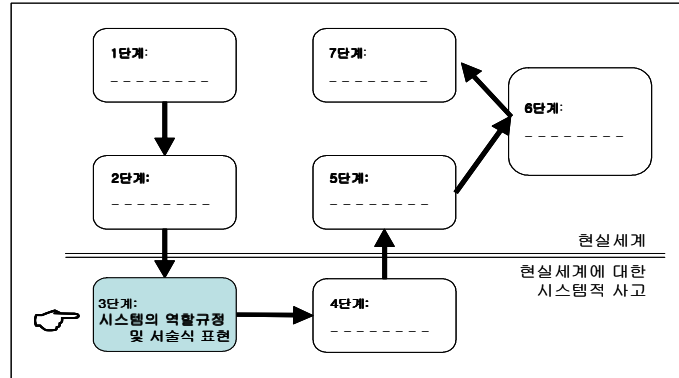 1단계:
_ _ _ _ _ _ _ _
2단계:
_ _ _ _ _ _ _ _
3단계:
시스템의 역할규정
및 서술식 표현
4단계:
_ _ _ _ _ _ _ _
5단계:
_ _ _ _ _ _ _ _
6단계:
_ _ _ _ _ _ _ _
7단계:
_ _ _ _ _ _ _ _
현실세계
현실세계에 대한
시스템적 사고